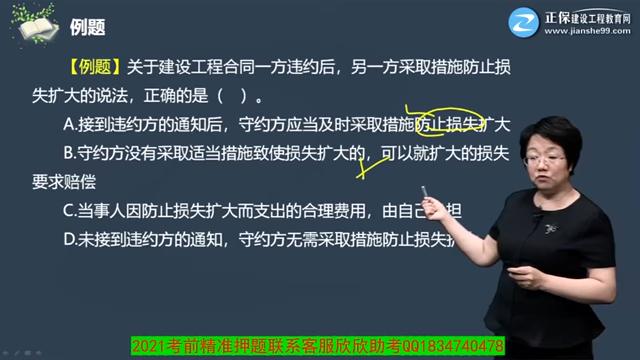 例题
正保建设工程教育网
www.jianshe99.com
【例题】关于建设工程合同一方违约后，另一方采取措施防止损
失扩大的说法，正确的是（ ）。
A.接到违约方的通知后，守约方应当及时采取措施防止损失扩大
B.守约方没有采取适当措施致使损失扩大的，可以就扩大的损失
要求赔偿
C.当事人因防止损失扩大而支出的合理费用，由自己 担
D.未接到违约方的通知，守约方无需采取措施防止损失扩
2021考前精准押题联系客服欣欣助考QQ1834740478